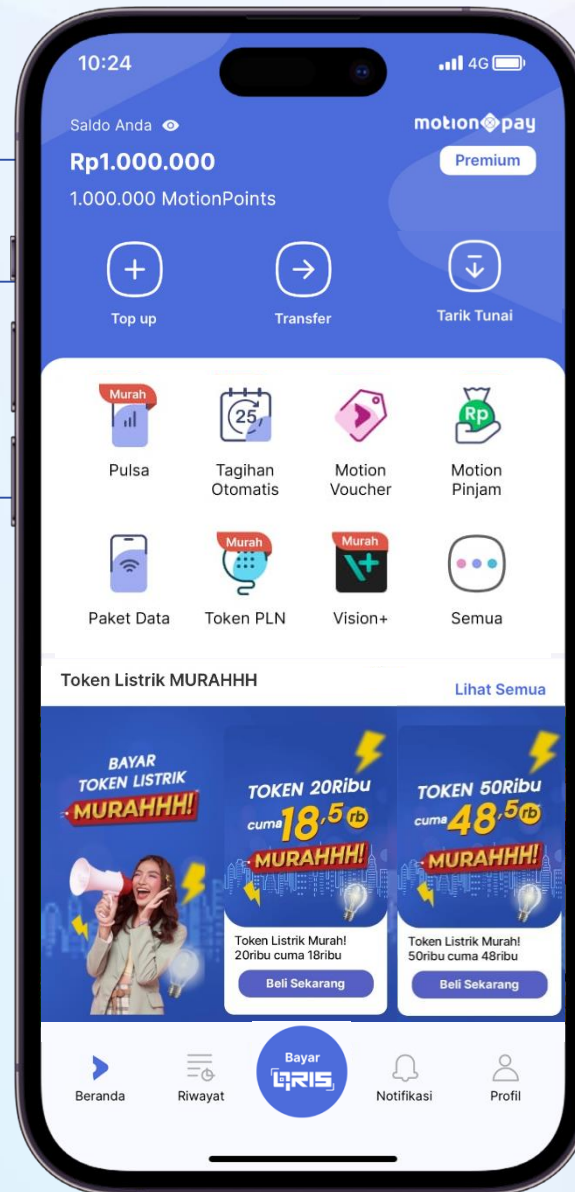 10:24
4G
Saldo Anda
motion pay
Rp1.000.000
Premium
1.000.000 MotionPoints
Top up
Transfer
Tarik Tunai
Murah
25
Rp
Pulsa
Tagihan
Otomatis
Motion
Voucher
Motion
Pinjam
Murah
Murah
V+
Paket Data
Token PLN
Vision+
Semua
Token Listrik MURAHHH
Lihat Semua
BAYAR
TOKEN LISTRIK
MURAHHH!
TOKEN 20Ribu
cuma 18,5 rb
MURAHHH!
Token Listrik Murah!
20ribu cuma 18ribu
Beli Sekarang
TOKEN 50Ribu
cuma 48,5 rb
MURAHHH!
Token Listrik Murah!
50ribu cuma 48ribu
Beli Sekarang
Beranda
Riwayat
Bayar
QRIS
Notifikasi
Profil